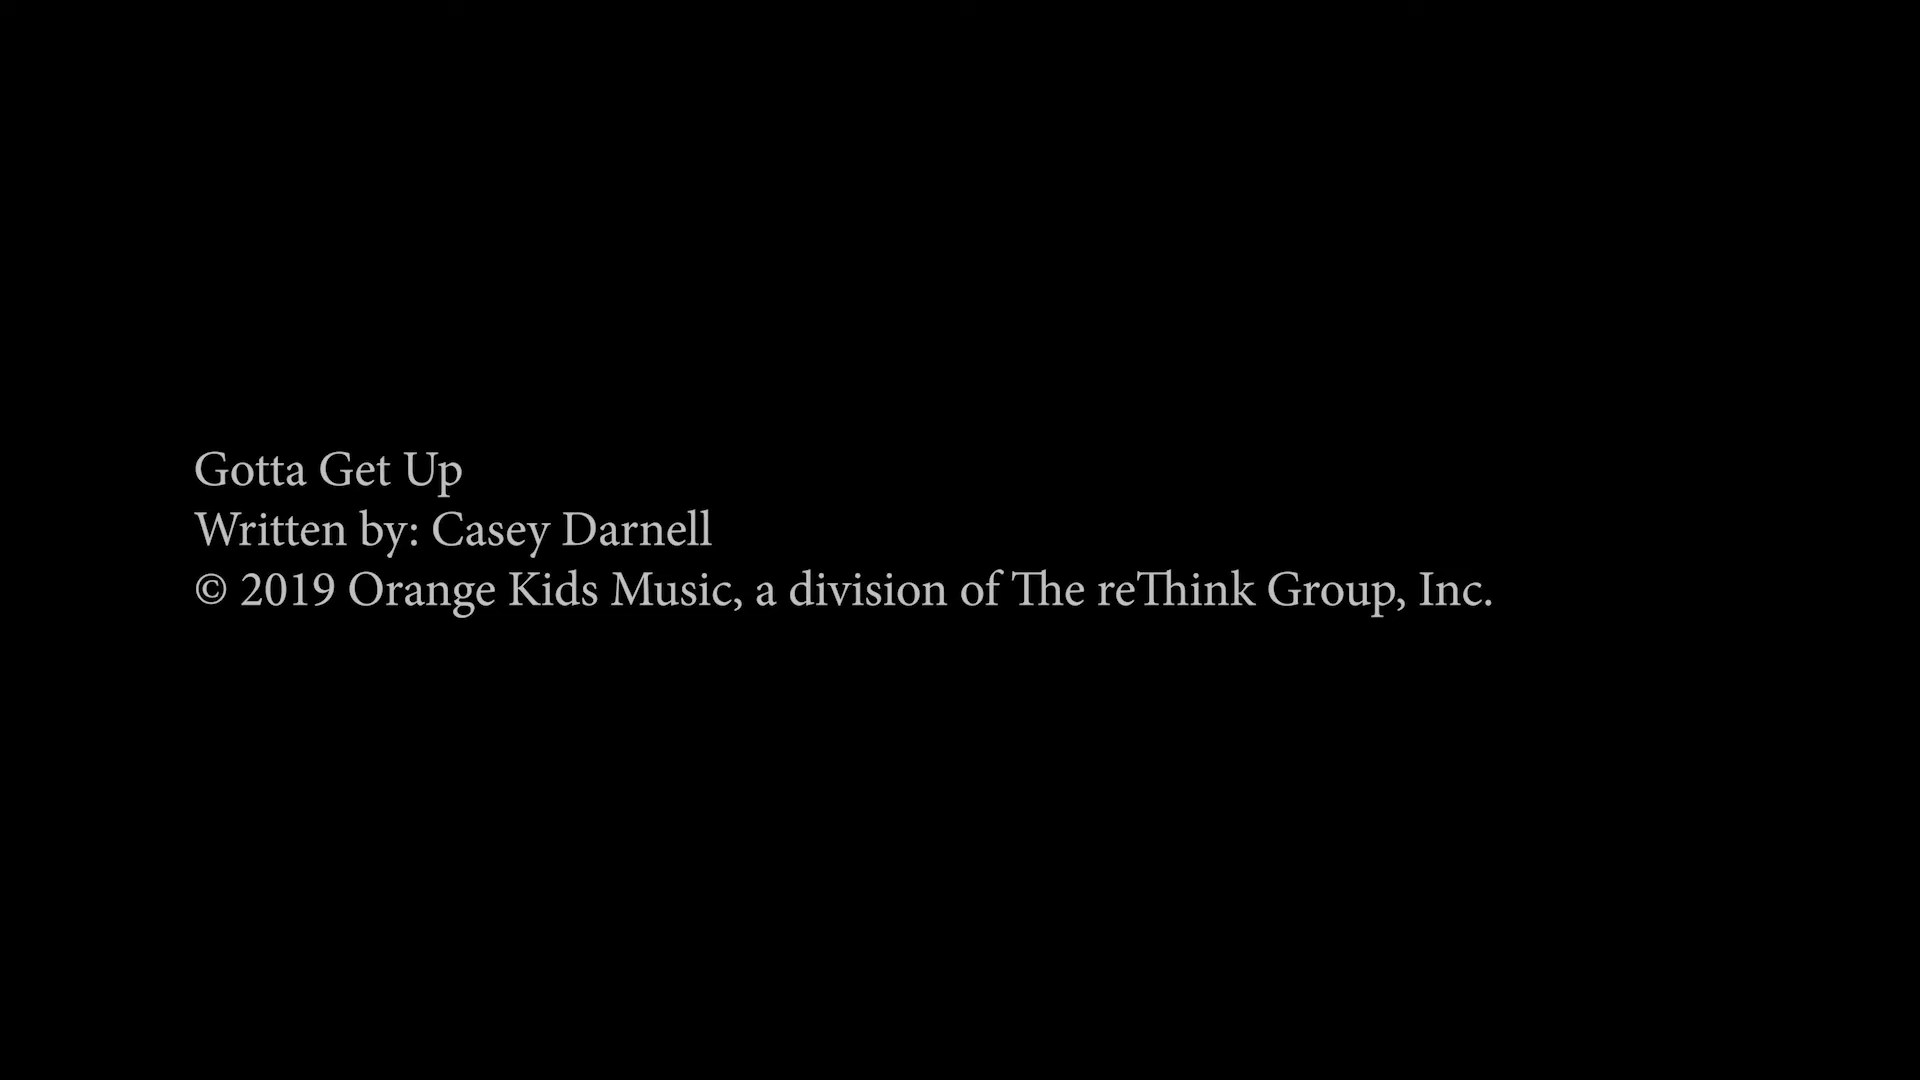 Gotta Get Up
Written by: Casey Darnell
© 2019 Orange Kids Music, a division of The reThink Group, Inc.